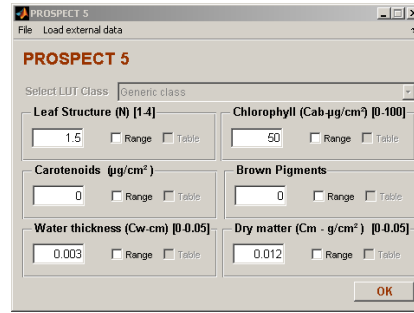 PROSPECT 5
File Load external data
PROSPECT 5
Select LUT Class Generic class
Leaf Structure (N) [1-4] Chlorophyll (Cab-µg/cm²) [0-100]
1.5 Range Table 50 Range Table
Carotenoids (µg/cm²) Brown Pigments
0 Range Table 0 Range Table
Water thickness (Cw-cm) [0-0.05] Dry matter (Cm - g/cm²) [0-0.05]
0.003 Range Table 0.012 Range Table
OK